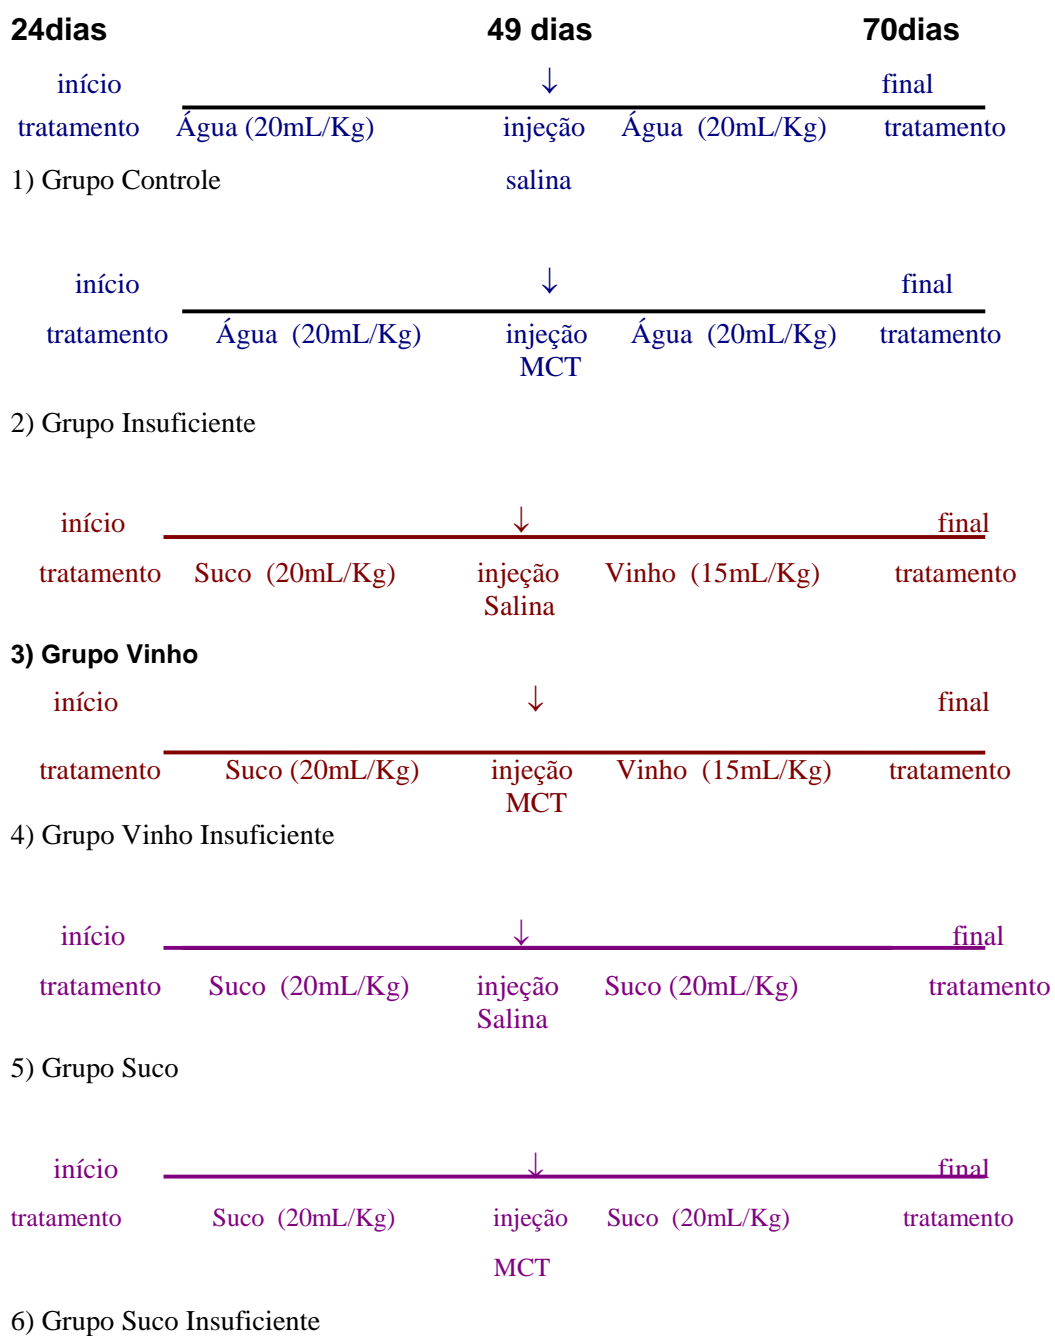 24dias 49 dias 70dias
início ↓ final
tratamento Água (20mL/Kg) injeção Água (20mL/Kg) tratamento
1) Grupo Controle salina
início ↓ final
tratamento Água (20mL/Kg) injeção Água (20mL/Kg) tratamento
MCT
2) Grupo Insuficiente
início ↓ final
tratamento Suco (20mL/Kg) injeção Vinho (15mL/Kg) tratamento
Salina
3) Grupo Vinho
início ↓ final
tratamento Suco (20mL/Kg) injeção Vinho (15mL/Kg) tratamento
MCT
4) Grupo Vinho Insuficiente
início ↓ final
tratamento Suco (20mL/Kg) injeção Suco (20mL/Kg) tratamento
Salina
5) Grupo Suco
início ↓ final
tratamento Suco (20mL/Kg) injeção Suco (20mL/Kg) tratamento
MCT
6) Grupo Suco Insuficiente